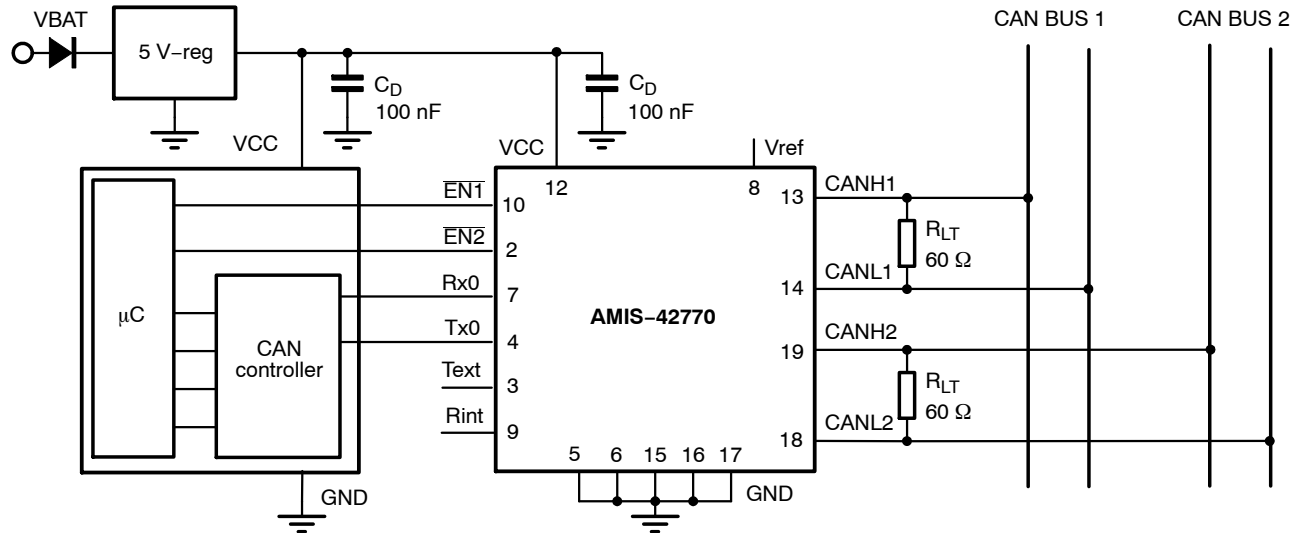 CAN BUS 1
CAN BUS 2
VBAT
5 V−reg
CD
100 nF
CD
100 nF
VCC
VCC
Vref
12
8
EN1
10
EN2
2
Rx0
7
Tx0
4
Text
3
Rint
9
μC
CAN
controller
AMIS−42770
13
CANH1
RLT
60 Ω
14
CANL1
19
CANH2
RLT
60 Ω
18
CANL2
5
6
15
16
17
GND
GND